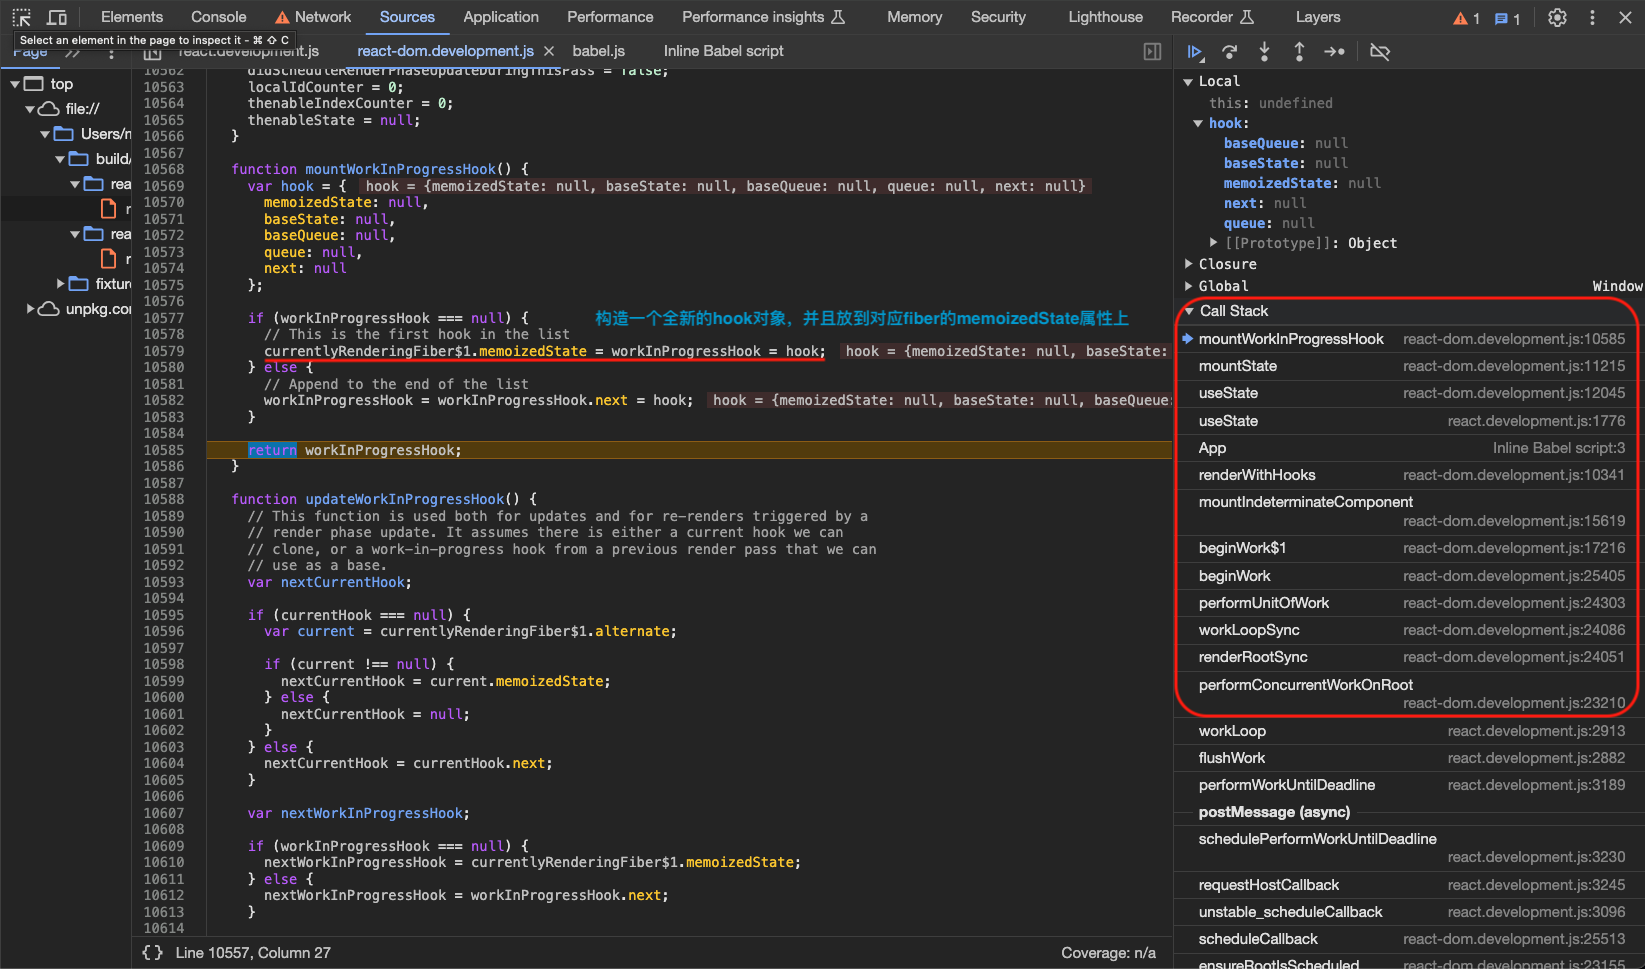 Elements Console Network Sources Application Performance Performance insights Memory Security Lighthouse Recorder Layers 1 1
Select an element in the page to inspect it - ⌘ ⇧ C
Page react.development.js react-dom.development.js × babel.js Inline Babel script
top
file://
Users/
build/
rea
r
rea
r
fixture
unpkg.com
10562 didScheduleRenderPhaseUpdateDuringThisPass = false;
10563 localIdCounter = 0;
10564 thenableIndexCounter = 0;
10565 thenableState = null;
10566 }
10567
10568 function mountWorkInProgressHook() {
10569 var hook = { hook = {memoizedState: null, baseState: null, baseQueue: null, queue: null, next: null}
10570 memoizedState: null,
10571 baseState: null,
10572 baseQueue: null,
10573 queue: null,
10574 next: null
10575 };
10576
10577 if (workInProgressHook === null) { 构造一个全新的hook对象，并且放到对应fiber的memoizedState属性上
10578 // This is the first hook in the list
10579 currentlyRenderingFiber$1.memoizedState = workInProgressHook = hook; hook = {memoizedState: null, baseState:
10580 } else {
10581 // Append to the end of the list
10582 workInProgressHook = workInProgressHook.next = hook; hook = {memoizedState: null, baseState: null, baseQueue:
10583 }
10584
10585 return workInProgressHook;
10586 }
10587
10588 function updateWorkInProgressHook() {
10589 // This function is used both for updates and for re-renders triggered by a
10590 // render phase update. It assumes there is either a current hook we can
10591 // clone, or a work-in-progress hook from a previous render pass that we can
10592 // use as a base.
10593 var nextCurrentHook;
10594
10595 if (currentHook === null) {
10596 var current = currentlyRenderingFiber$1.alternate;
10597
10598 if (current !== null) {
10599 nextCurrentHook = current.memoizedState;
10600 } else {
10601 nextCurrentHook = null;
10602 }
10603 } else {
10604 nextCurrentHook = currentHook.next;
10605 }
10606
10607 var nextWorkInProgressHook;
10608
10609 if (workInProgressHook === null) {
10610 nextWorkInProgressHook = currentlyRenderingFiber$1.memoizedState;
10611 } else {
10612 nextWorkInProgressHook = workInProgressHook.next;
10613 }
10614
{} Line 10557, Column 27 Coverage: n/a
Local
this: undefined
hook:
baseQueue: null
baseState: null
memoizedState: null
next: null
queue: null
[[Prototype]]: Object
Closure
Global Window
Call Stack
mountWorkInProgressHook react-dom.development.js:10585
mountState react-dom.development.js:11215
useState react-dom.development.js:12045
useState react.development.js:1776
App Inline Babel script:3
renderWithHooks react-dom.development.js:10341
mountIndeterminateComponent
react-dom.development.js:15619
beginWork$1 react-dom.development.js:17216
beginWork react-dom.development.js:25405
performUnitOfWork react-dom.development.js:24303
workLoopSync react-dom.development.js:24086
renderRootSync react-dom.development.js:24051
performConcurrentWorkOnRoot
react-dom.development.js:23210
workLoop react.development.js:2913
flushWork react.development.js:2882
performWorkUntilDeadline react.development.js:3189
postMessage (async)
schedulePerformWorkUntilDeadline
react.development.js:3230
requestHostCallback react.development.js:3245
unstable_scheduleCallback react.development.js:3096
scheduleCallback react-dom.development.js:25513
ensureRootIsScheduled react-dom.development.js:23155